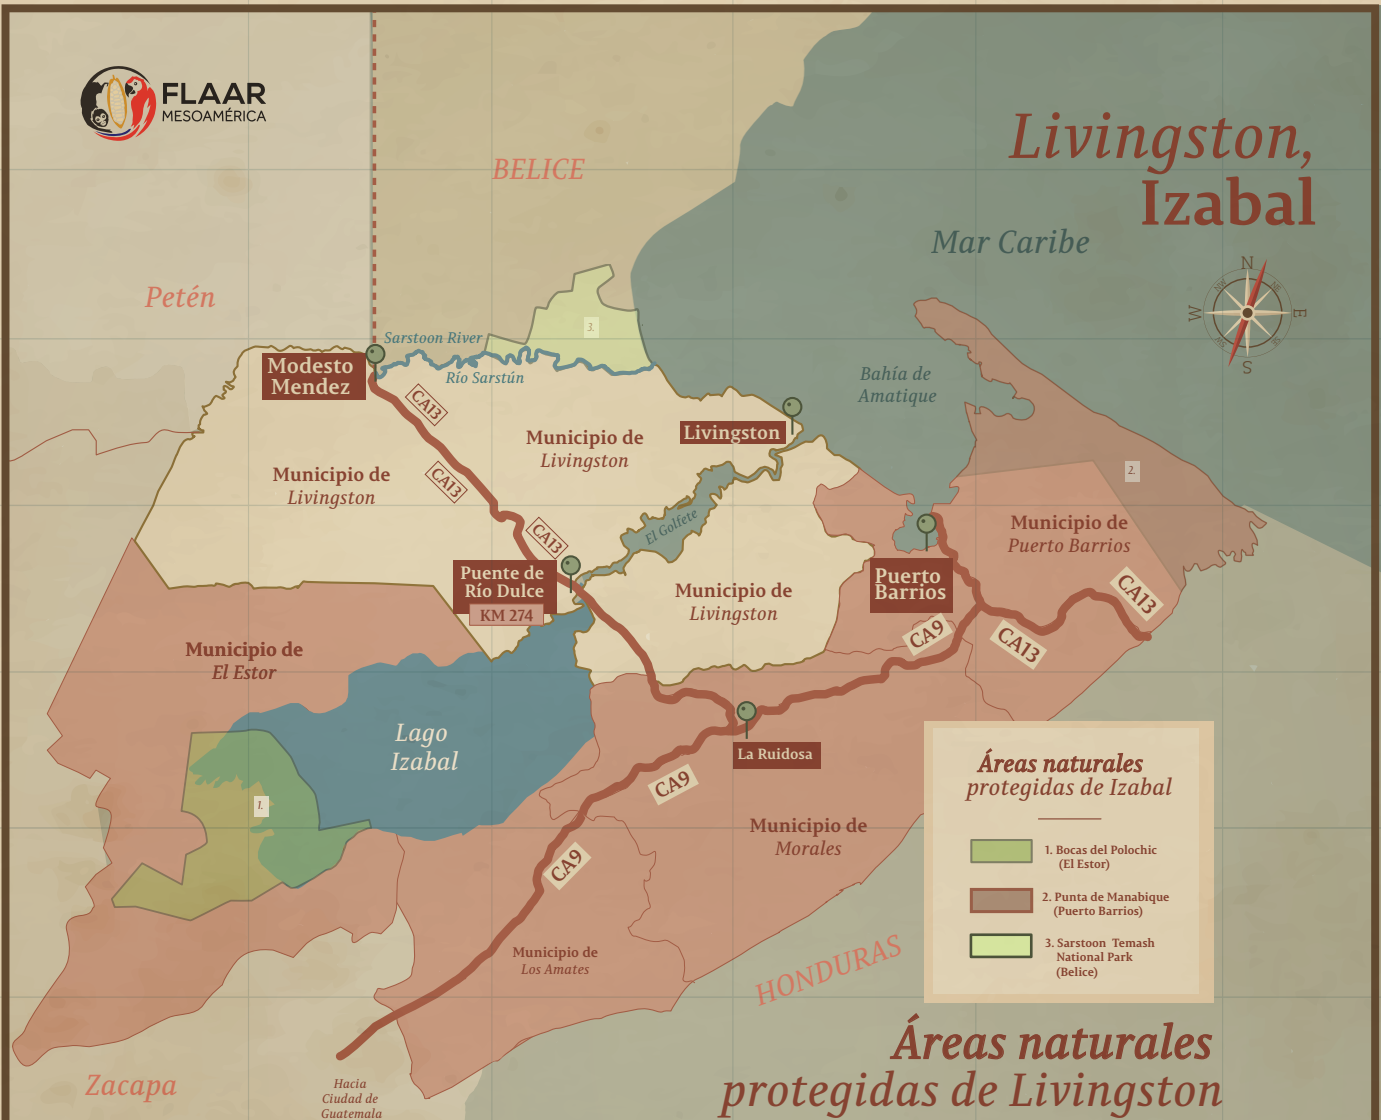 FLAAR
MESOAMÉRICA
Livingston,
Izabal
BELICE
Mar Caribe
N
NE
E
SE
S
SW
W
NW
Petén
Sarstoon River
3.
Río Sarstún
Modesto
Mendez
CA13
Bahía de
Amatique
Livingston
Municipio de
Livingston
Municipio de
Livingston
CA13
2.
El Golfete
CA13
Municipio de
Puerto Barrios
Puente de
Río Dulce
KM 274
Municipio de
Livingston
Puerto
Barrios
CA13
CA9
CA13
Municipio de
El Estor
Lago
Izabal
La Ruidosa
CA9
1.
Municipio de
Morales
CA9
Municipio de
Los Amates
HONDURAS
Áreas naturales
protegidas de Izabal
1. Bocas del Polochic
(El Estor)
2. Punta de Manabique
(Puerto Barrios)
3. Sarstoon Temash
National Park
(Belice)
Zacapa
Hacia
Ciudad de
Guatemala
Áreas naturales
protegidas de Livingston